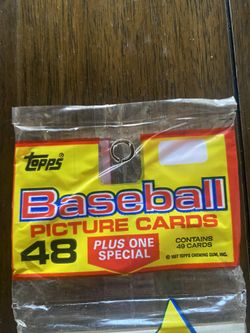 Topps®
Baseball
PICTURE CARDS
48
PLUS ONE
SPECIAL
CONTAINS
49 CARDS
© 1987 TOPPS CHEWING GUM, INC.